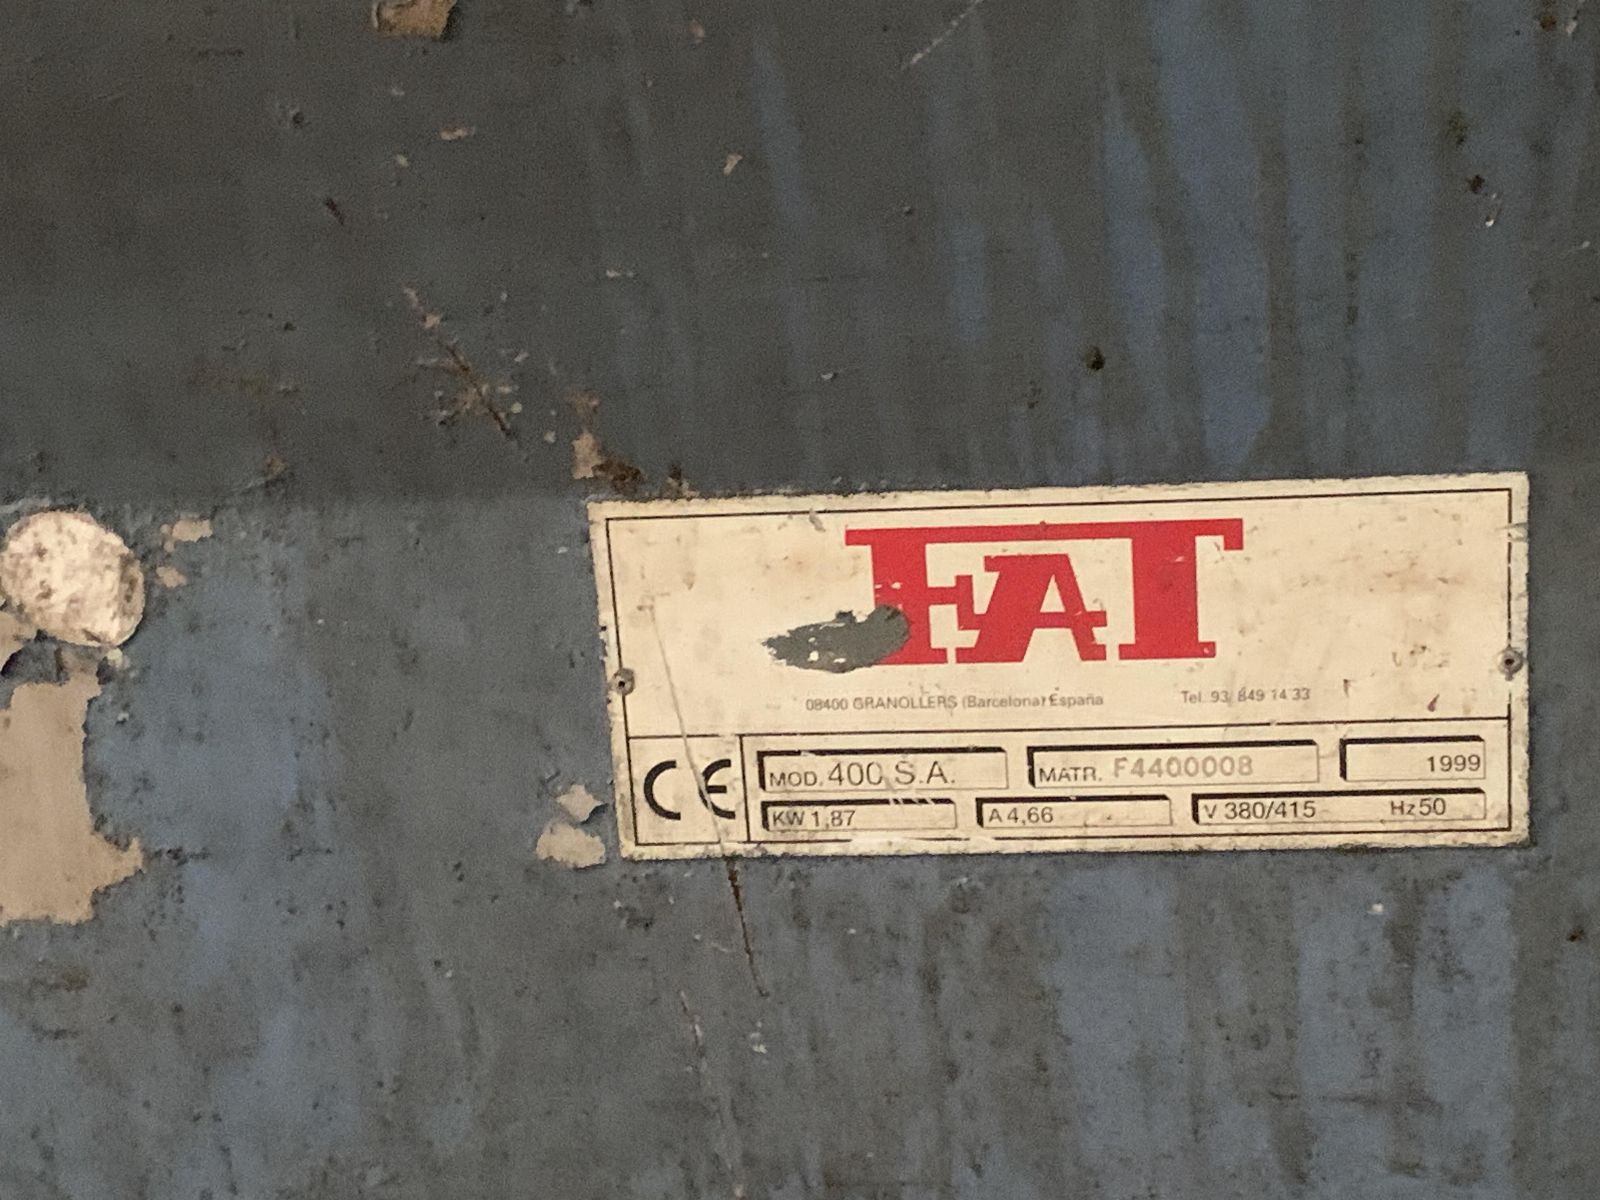 FAT
08400 GRANOLLERS (Barcelona) España Tel. 93/ 849 14 33
CE MOD. 400 S.A. MATR. F4400008 1999
KW 1,87 A 4,66 V 380/415 Hz 50